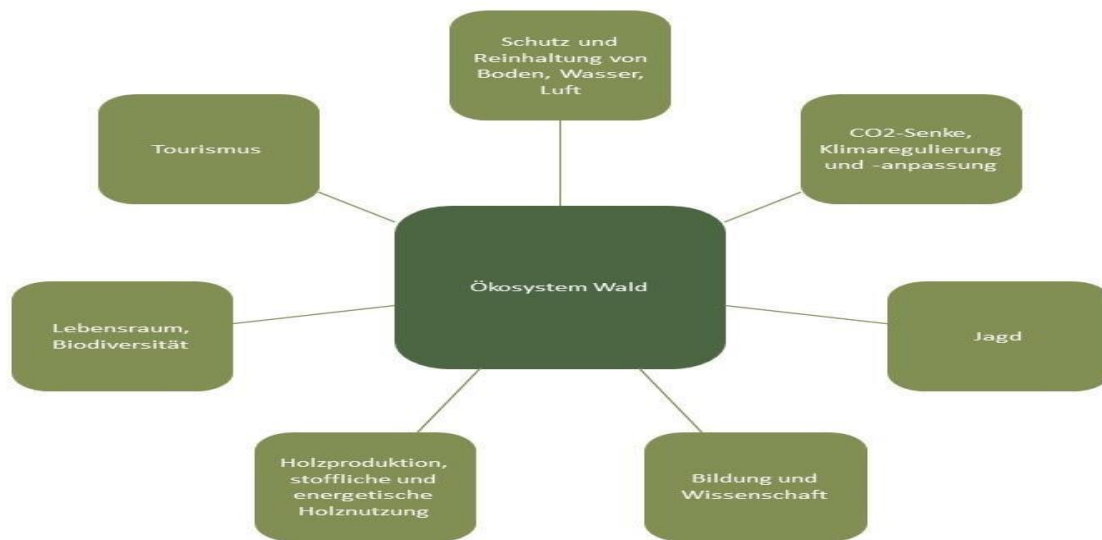 Schutz und
Reinhaltung von
Boden, Wasser,
Luft
Tourismus
CO2-Senke,
Klimaregulierung
und -anpassung
Ökosystem Wald
Lebensraum,
Biodiversität
Jagd
Holzproduktion,
stoffliche und
energetische
Holznutzung
Bildung und
Wissenschaft